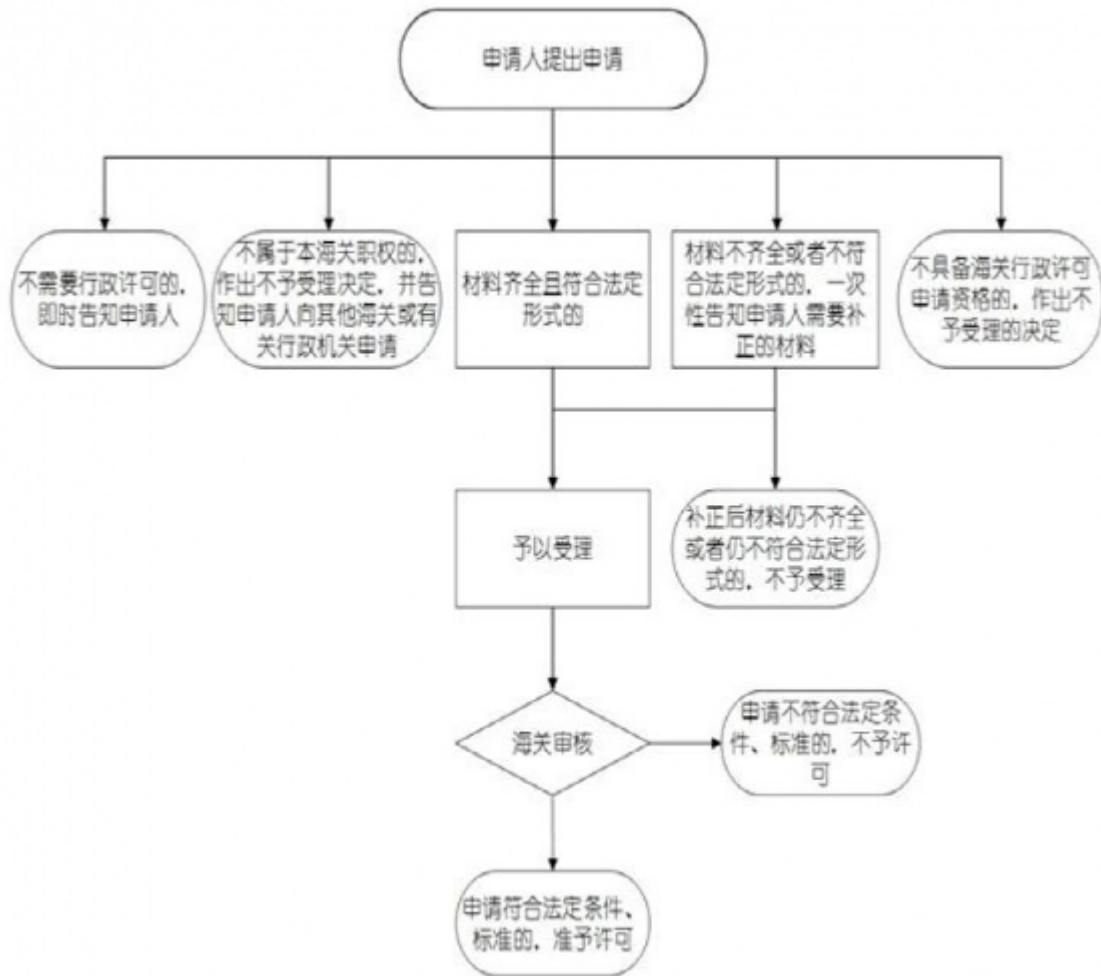 申请人提出申请
不需要行政许可的，
即时告知申请人
不属于本海关职权的，
作出不予受理决定，并告
知申请人向其他海关或有
关行政机关申请
材料齐全且符合法定
形式的
材料不齐全或者不符
合法定形式的，一次
性告知申请人需要补
正的材料
不具备海关行政许可
申请资格的，作出不
予受理的决定
予以受理
补正后材料仍不齐全
或者仍不符合法定形
式的，不予受理
海关审核
申请不符合法定条
件、标准的，不予许
可
申请符合法定条件、
标准的，准予许可